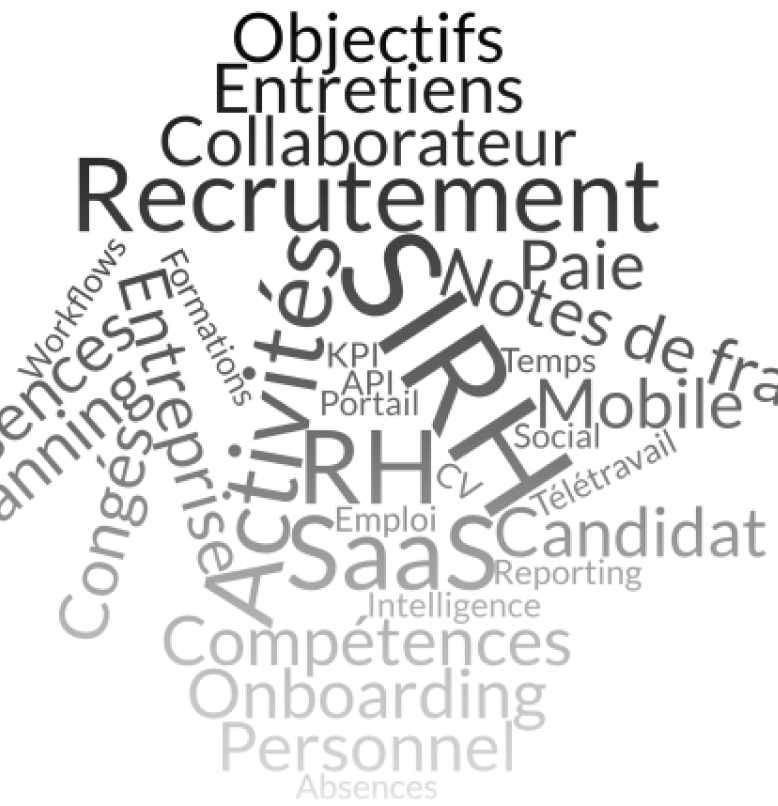 Objectifs
Entretiens
Collaborateur
Recrutement
Workflows
Formations
Activités
SIRH
Paie
Notes de fra
Entreprise
ences
anning
Congés
KPI
API
Portail
Temps
Mobile
Social
Télétravail
RH
CV
Emploi
SaaS
Candidat
Reporting
Intelligence
Compétences
Onboarding
Personnel
Absences